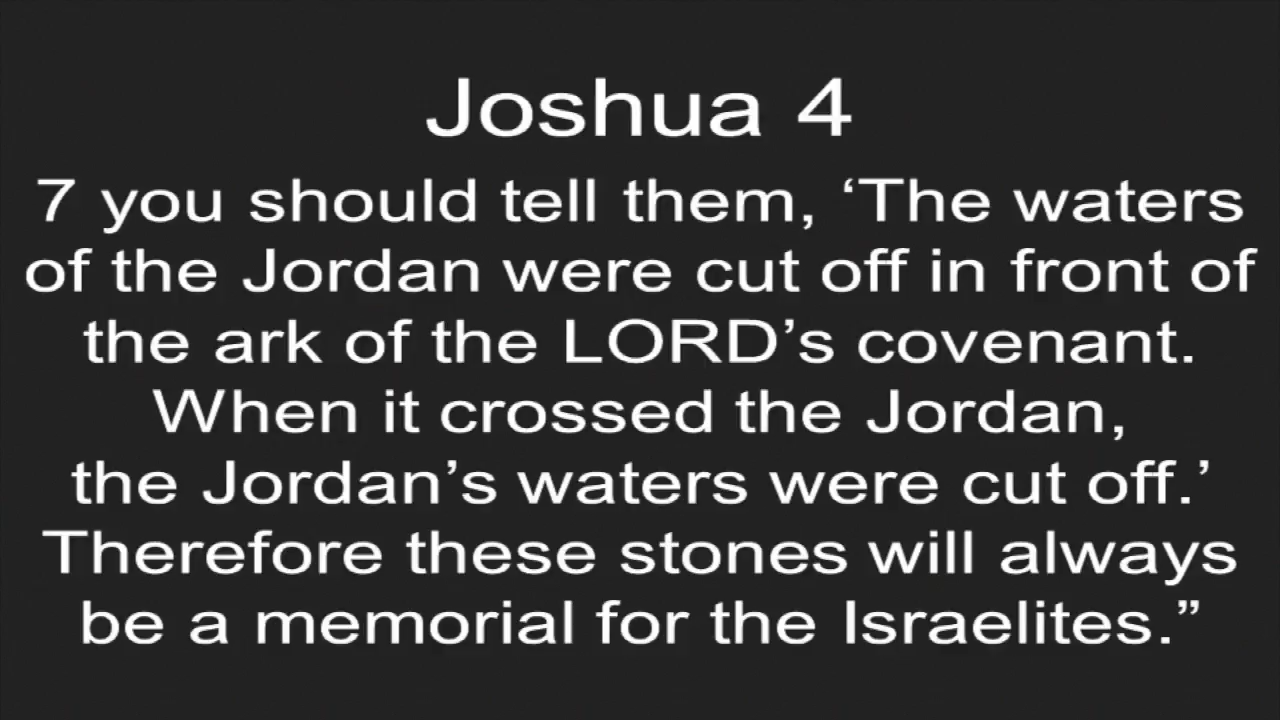 Joshua 4
7 you should tell them, ‘The waters
of the Jordan were cut off in front of
the ark of the LORD’s covenant.
When it crossed the Jordan,
the Jordan’s waters were cut off.’
Therefore these stones will always
be a memorial for the Israelites.”